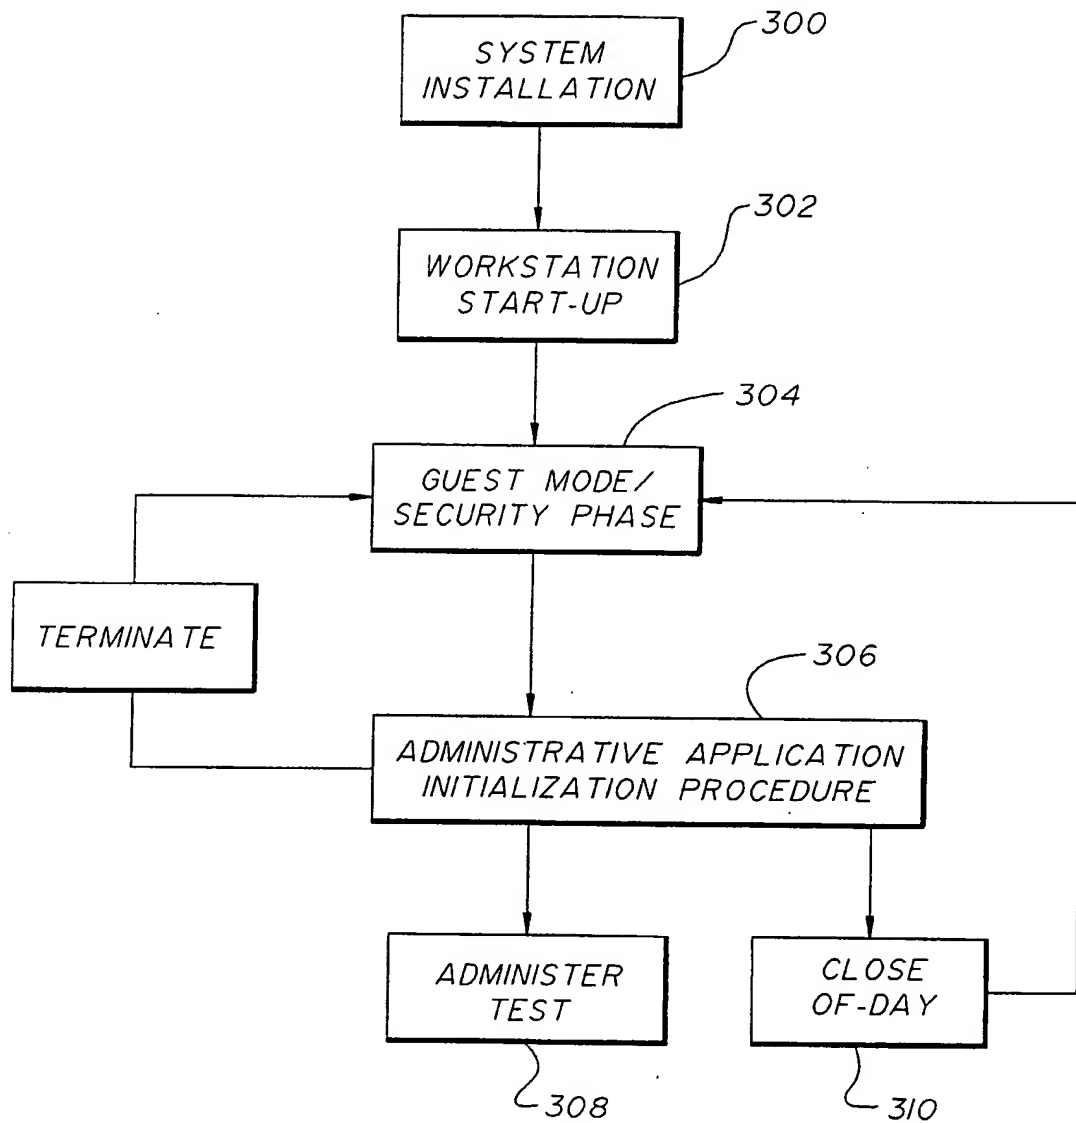 300
SYSTEM
INSTALLATION
302
WORKSTATION
START-UP
304
GUEST MODE/
SECURITY PHASE
TERMINATE
306
ADMINISTRATIVE APPLICATION
INITIALIZATION PROCEDURE
ADMINISTER
TEST
CLOSE
OF-DAY
308
310